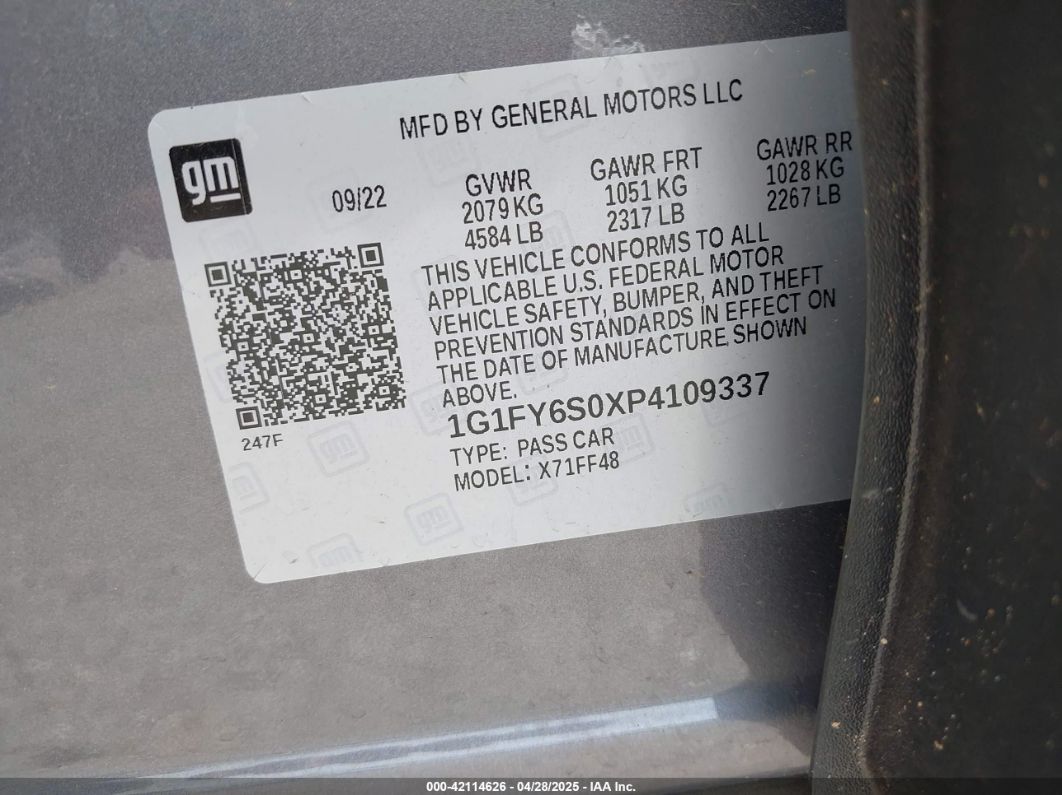 MFD BY GENERAL MOTORS LLC
gm
09/22
GVWR
2079 KG
4584 LB
GAWR FRT
1051 KG
2317 LB
GAWR RR
1028 KG
2267 LB
THIS VEHICLE CONFORMS TO ALL
APPLICABLE U.S. FEDERAL MOTOR
VEHICLE SAFETY, BUMPER, AND THEFT
PREVENTION STANDARDS IN EFFECT ON
THE DATE OF MANUFACTURE SHOWN
ABOVE.
1G1FY6S0XP4109337
TYPE: PASS CAR
MODEL: X71FF48
247F
000-42114626 - 04/28/2025 - IAA Inc.